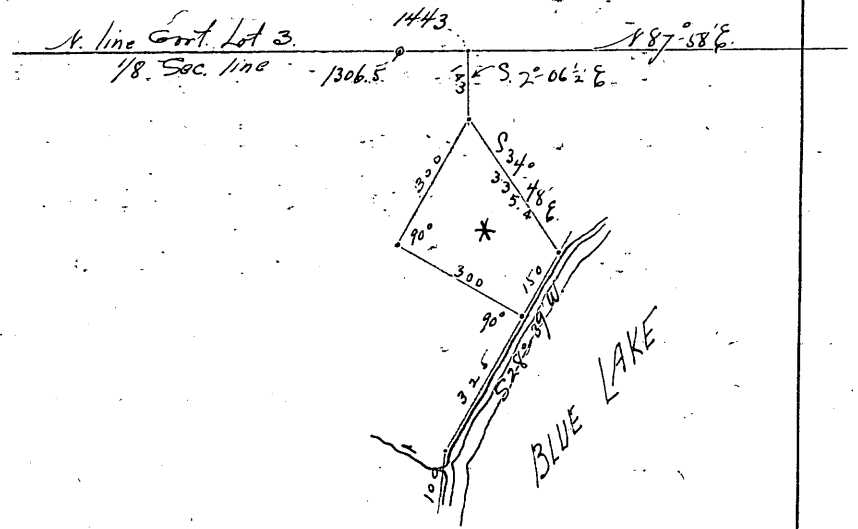 1443
N. line Govt. Lot 3.
N 87°-58' E.
1/8 Sec. line
1306.5
S. 2°-06½' E.
300
S 34° 48' E.
335.4
90°
*
300
150
90°
S. 28°-39' W.
325
100
BLUE LAKE